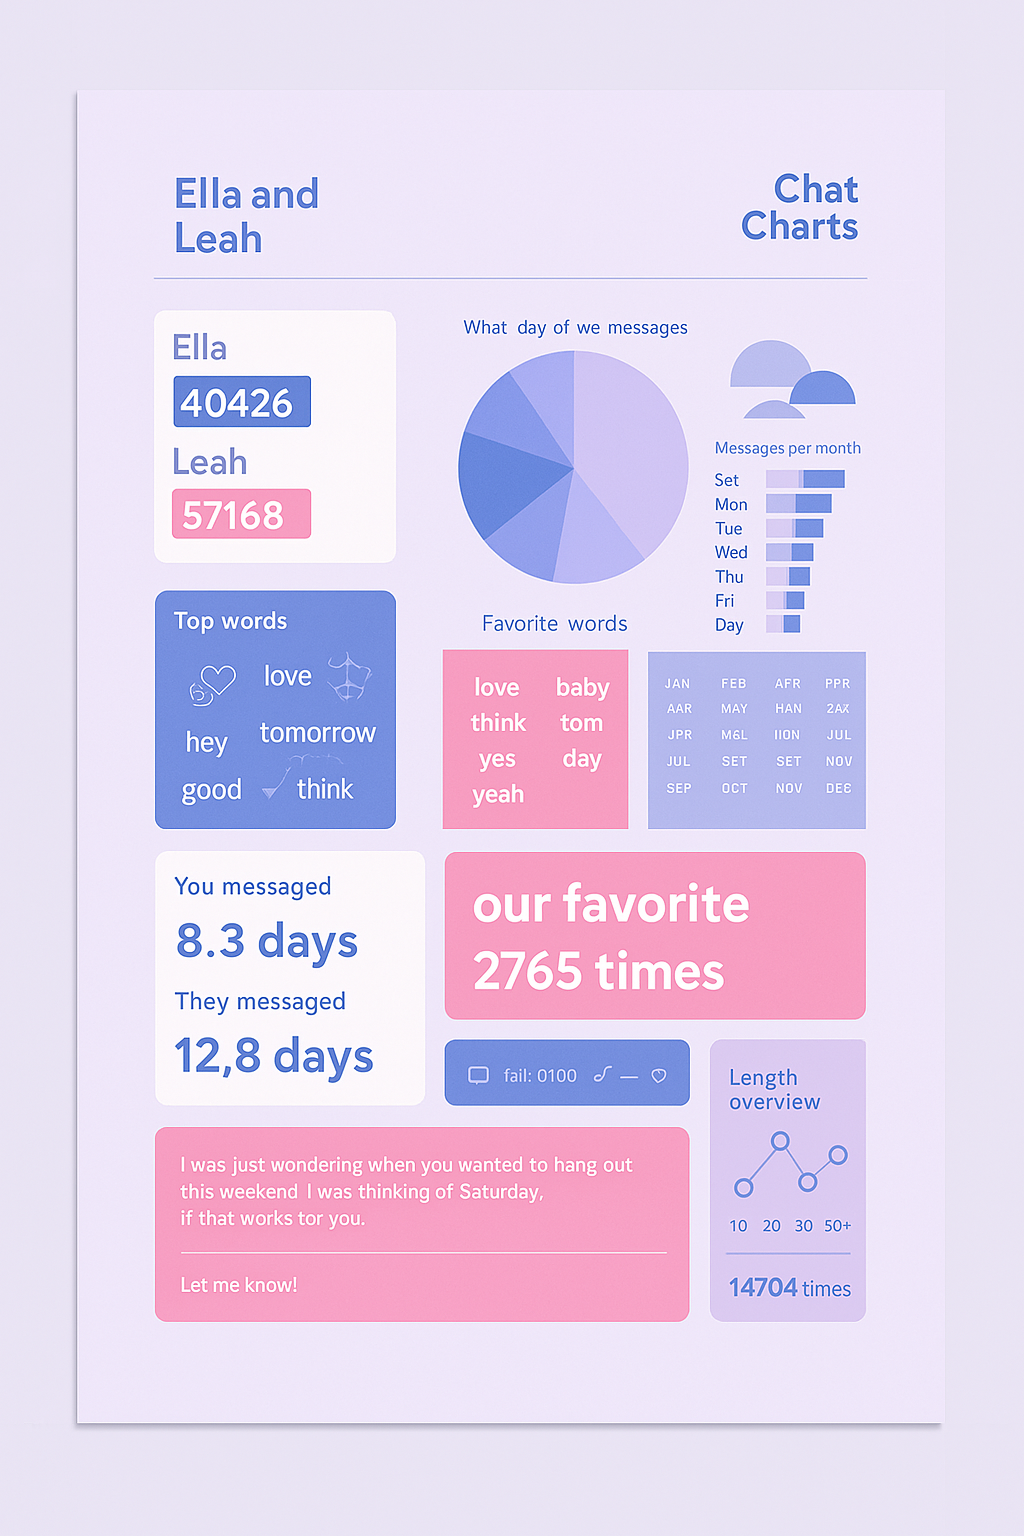 Ella and
Leah
Chat
Charts
Ella
40426
Leah
57168
What day of we messages
Messages per month
Set
Mon
Tue
Wed
Thu
Fri
Day
Top words
love
hey
tomorrow
good
think
Favorite words
love baby
think tom
yes day
yeah
JAN FEB AFR PPR
AAR MAY HAN 2AX
JPR M&L IION JUL
JUL SET SET NOV
SEP OCT NOV DEC
You messaged
8.3 days
They messaged
12,8 days
our favorite
2765 times
fail: 0100
Length
overview
10 20 30 50+
14704 times
I was just wondering when you wanted to hang out
this weekend I was thinking of Saturday,
if that works tor you.
Let me know!